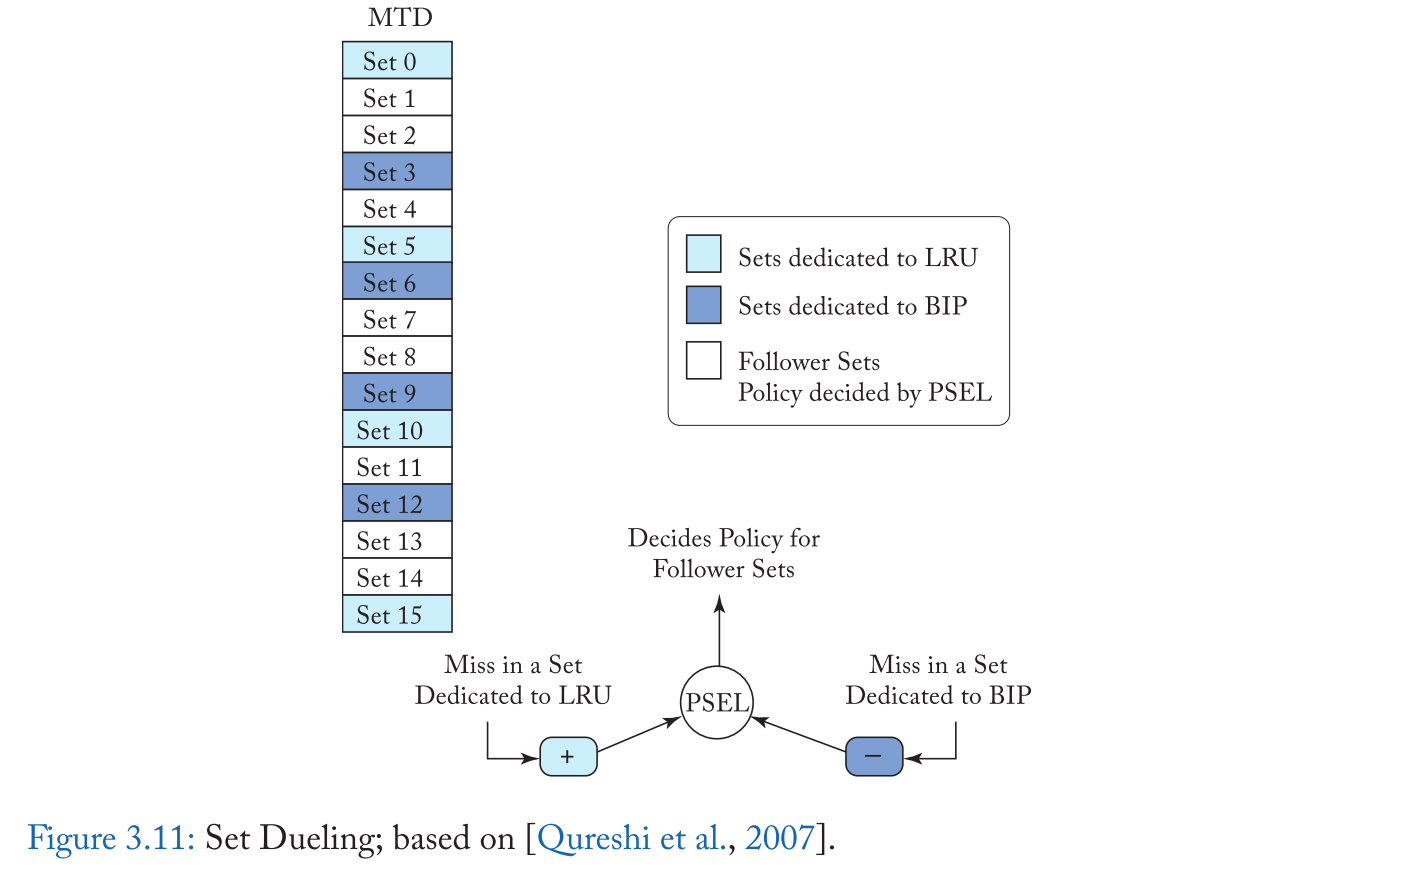 MTD
Set 0
Set 1
Set 2
Set 3
Set 4
Set 5
Set 6
Set 7
Set 8
Set 9
Set 10
Set 11
Set 12
Set 13
Set 14
Set 15
Sets dedicated to LRU
Sets dedicated to BIP
Follower Sets
Policy decided by PSEL
Decides Policy for
Follower Sets
Miss in a Set
Dedicated to LRU
+
PSEL
Miss in a Set
Dedicated to BIP
−
Figure 3.11: Set Dueling; based on [Qureshi et al., 2007].